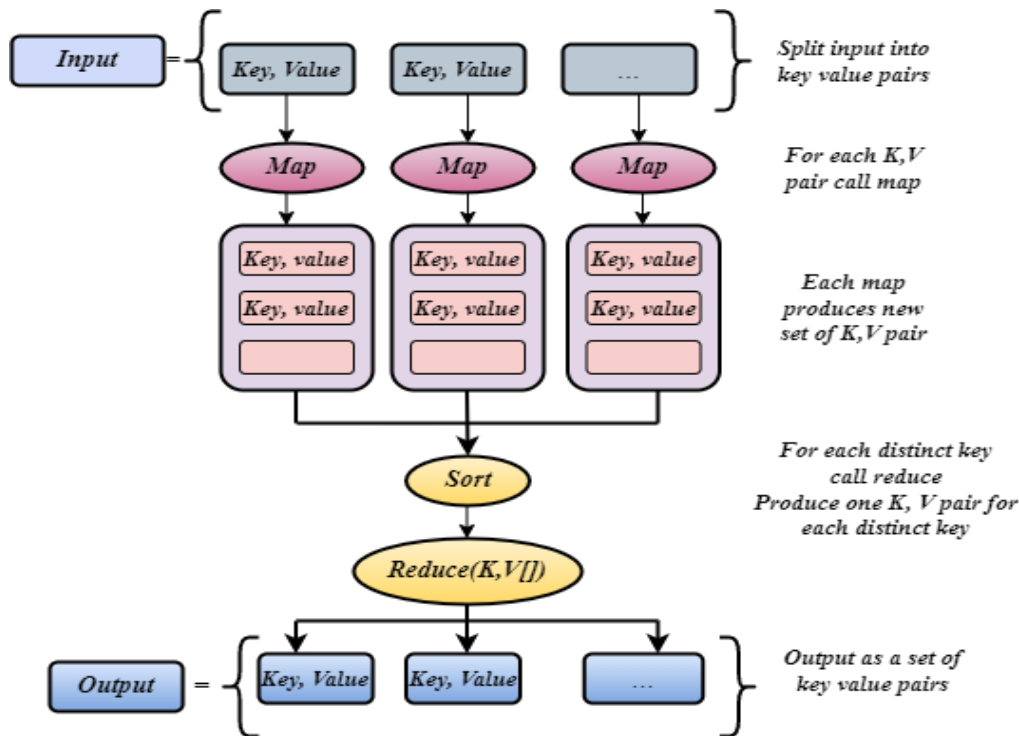 Input
=
Key, Value
Key, Value
...
Split input into
key value pairs
Map
Map
Map
For each K,V
pair call map
Key, value
Key, value
Key, value
Key, value
Key, value
Key, value
Each map
produces new
set of K,V pair
Sort
For each distinct key
call reduce
Produce one K, V pair for
each distinct key
Reduce(K,V[])
Output
=
Key, Value
Key, Value
...
Output as a set of
key value pairs